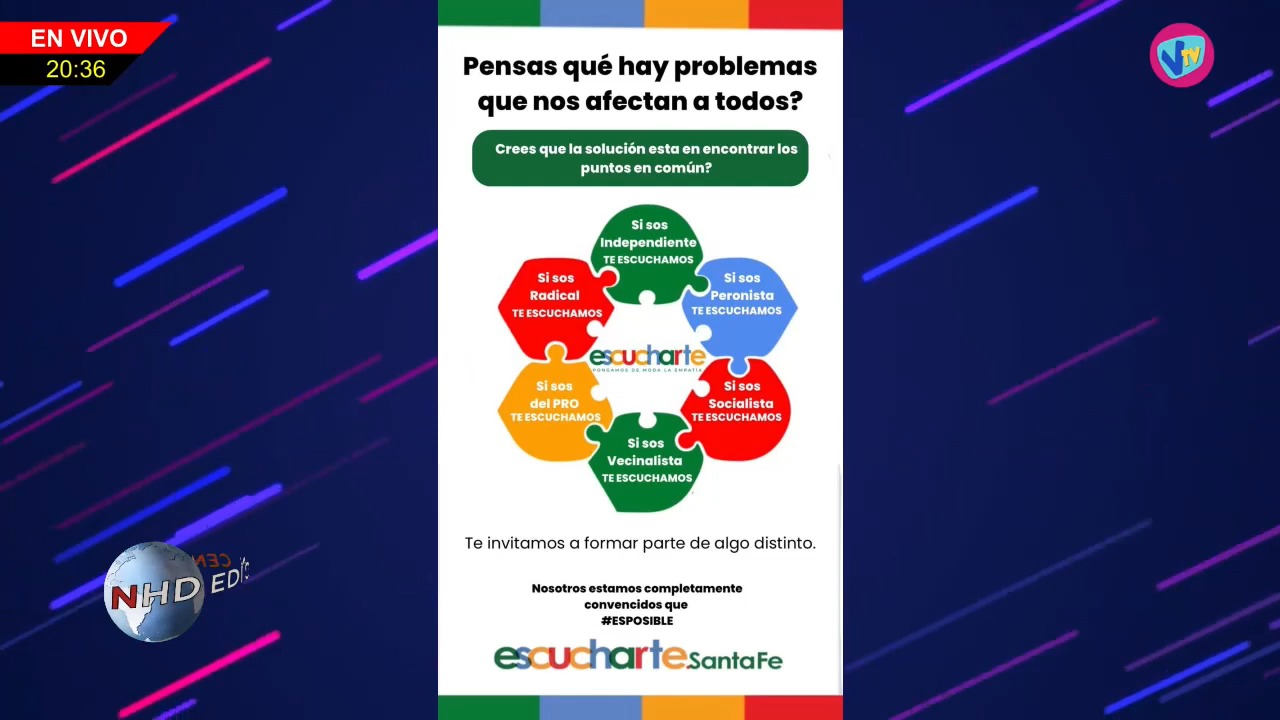 EN VIVO
20:36
VTV
Pensas qué hay problemas
que nos afectan a todos?
Crees que la solución esta en encontrar los
puntos en común?
Si sos
Independiente
TE ESCUCHAMOS
Si sos
Radical
TE ESCUCHAMOS
Si sos
Peronista
TE ESCUCHAMOS
escucharte
PONGAMOS DE MODA LA EMPATÍA
Si sos
del PRO
TE ESCUCHAMOS
Si sos
Socialista
TE ESCUCHAMOS
Si sos
Vecinalista
TE ESCUCHAMOS
Te invitamos a formar parte de algo distinto.
Nosotros estamos completamente
convencidos que
#ESPOSIBLE
escucharte.SantaFe
NHD